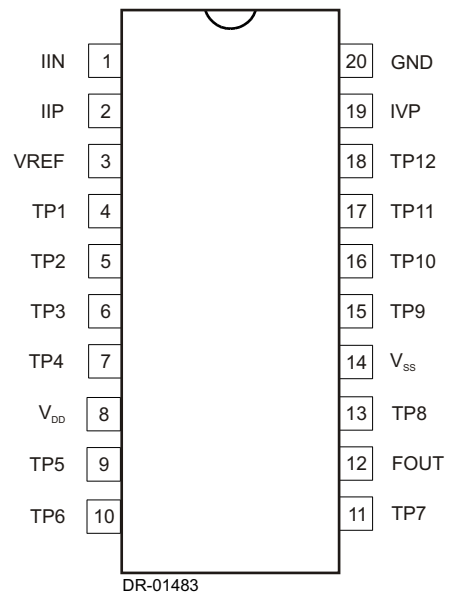 IIN 1 20 GND
IIP 2 19 IVP
VREF 3 18 TP12
TP1 4 17 TP11
TP2 5 16 TP10
TP3 6 15 TP9
TP4 7 14 VSS
VDD 8 13 TP8
TP5 9 12 FOUT
TP6 10 11 TP7
DR-01483